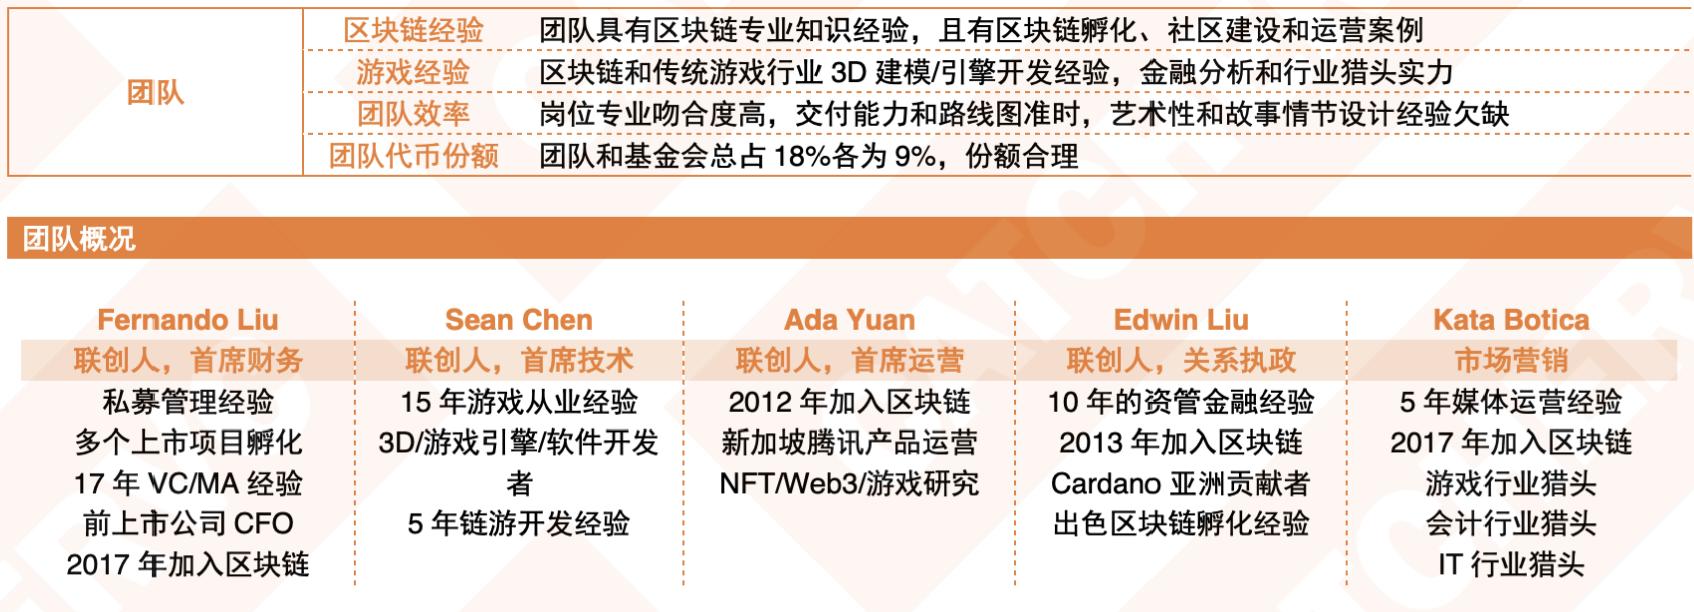 团队
区块链经验 团队具有区块链专业知识经验，且有区块链孵化、社区建设和运营案例
游戏经验 区块链和传统游戏行业 3D 建模/引擎开发经验，金融分析和行业猎头实力
团队效率 岗位专业吻合度高，交付能力和路线图准时，艺术性和故事情节设计经验欠缺
团队代币份额 团队和基金会总占 18%各为 9%，份额合理
团队概况
Fernando Liu
联创人，首席财务
私募管理经验
多个上市项目孵化
17 年 VC/MA 经验
前上市公司 CFO
2017 年加入区块链
Sean Chen
联创人，首席技术
15 年游戏从业经验
3D/游戏引擎/软件开发
者
5 年链游开发经验
Ada Yuan
联创人，首席运营
2012 年加入区块链
新加坡腾讯产品运营
NFT/Web3/游戏研究
Edwin Liu
联创人，关系执政
10 年的资管金融经验
2013 年加入区块链
Cardano 亚洲贡献者
出色区块链孵化经验
Kata Botica
市场营销
5 年媒体运营经验
2017 年加入区块链
游戏行业猎头
会计行业猎头
IT 行业猎头